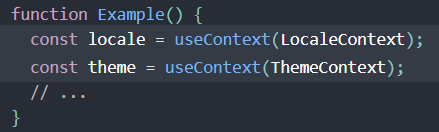 function Example() {
  const locale = useContext(LocaleContext);
  const theme = useContext(ThemeContext);
  // ...
}